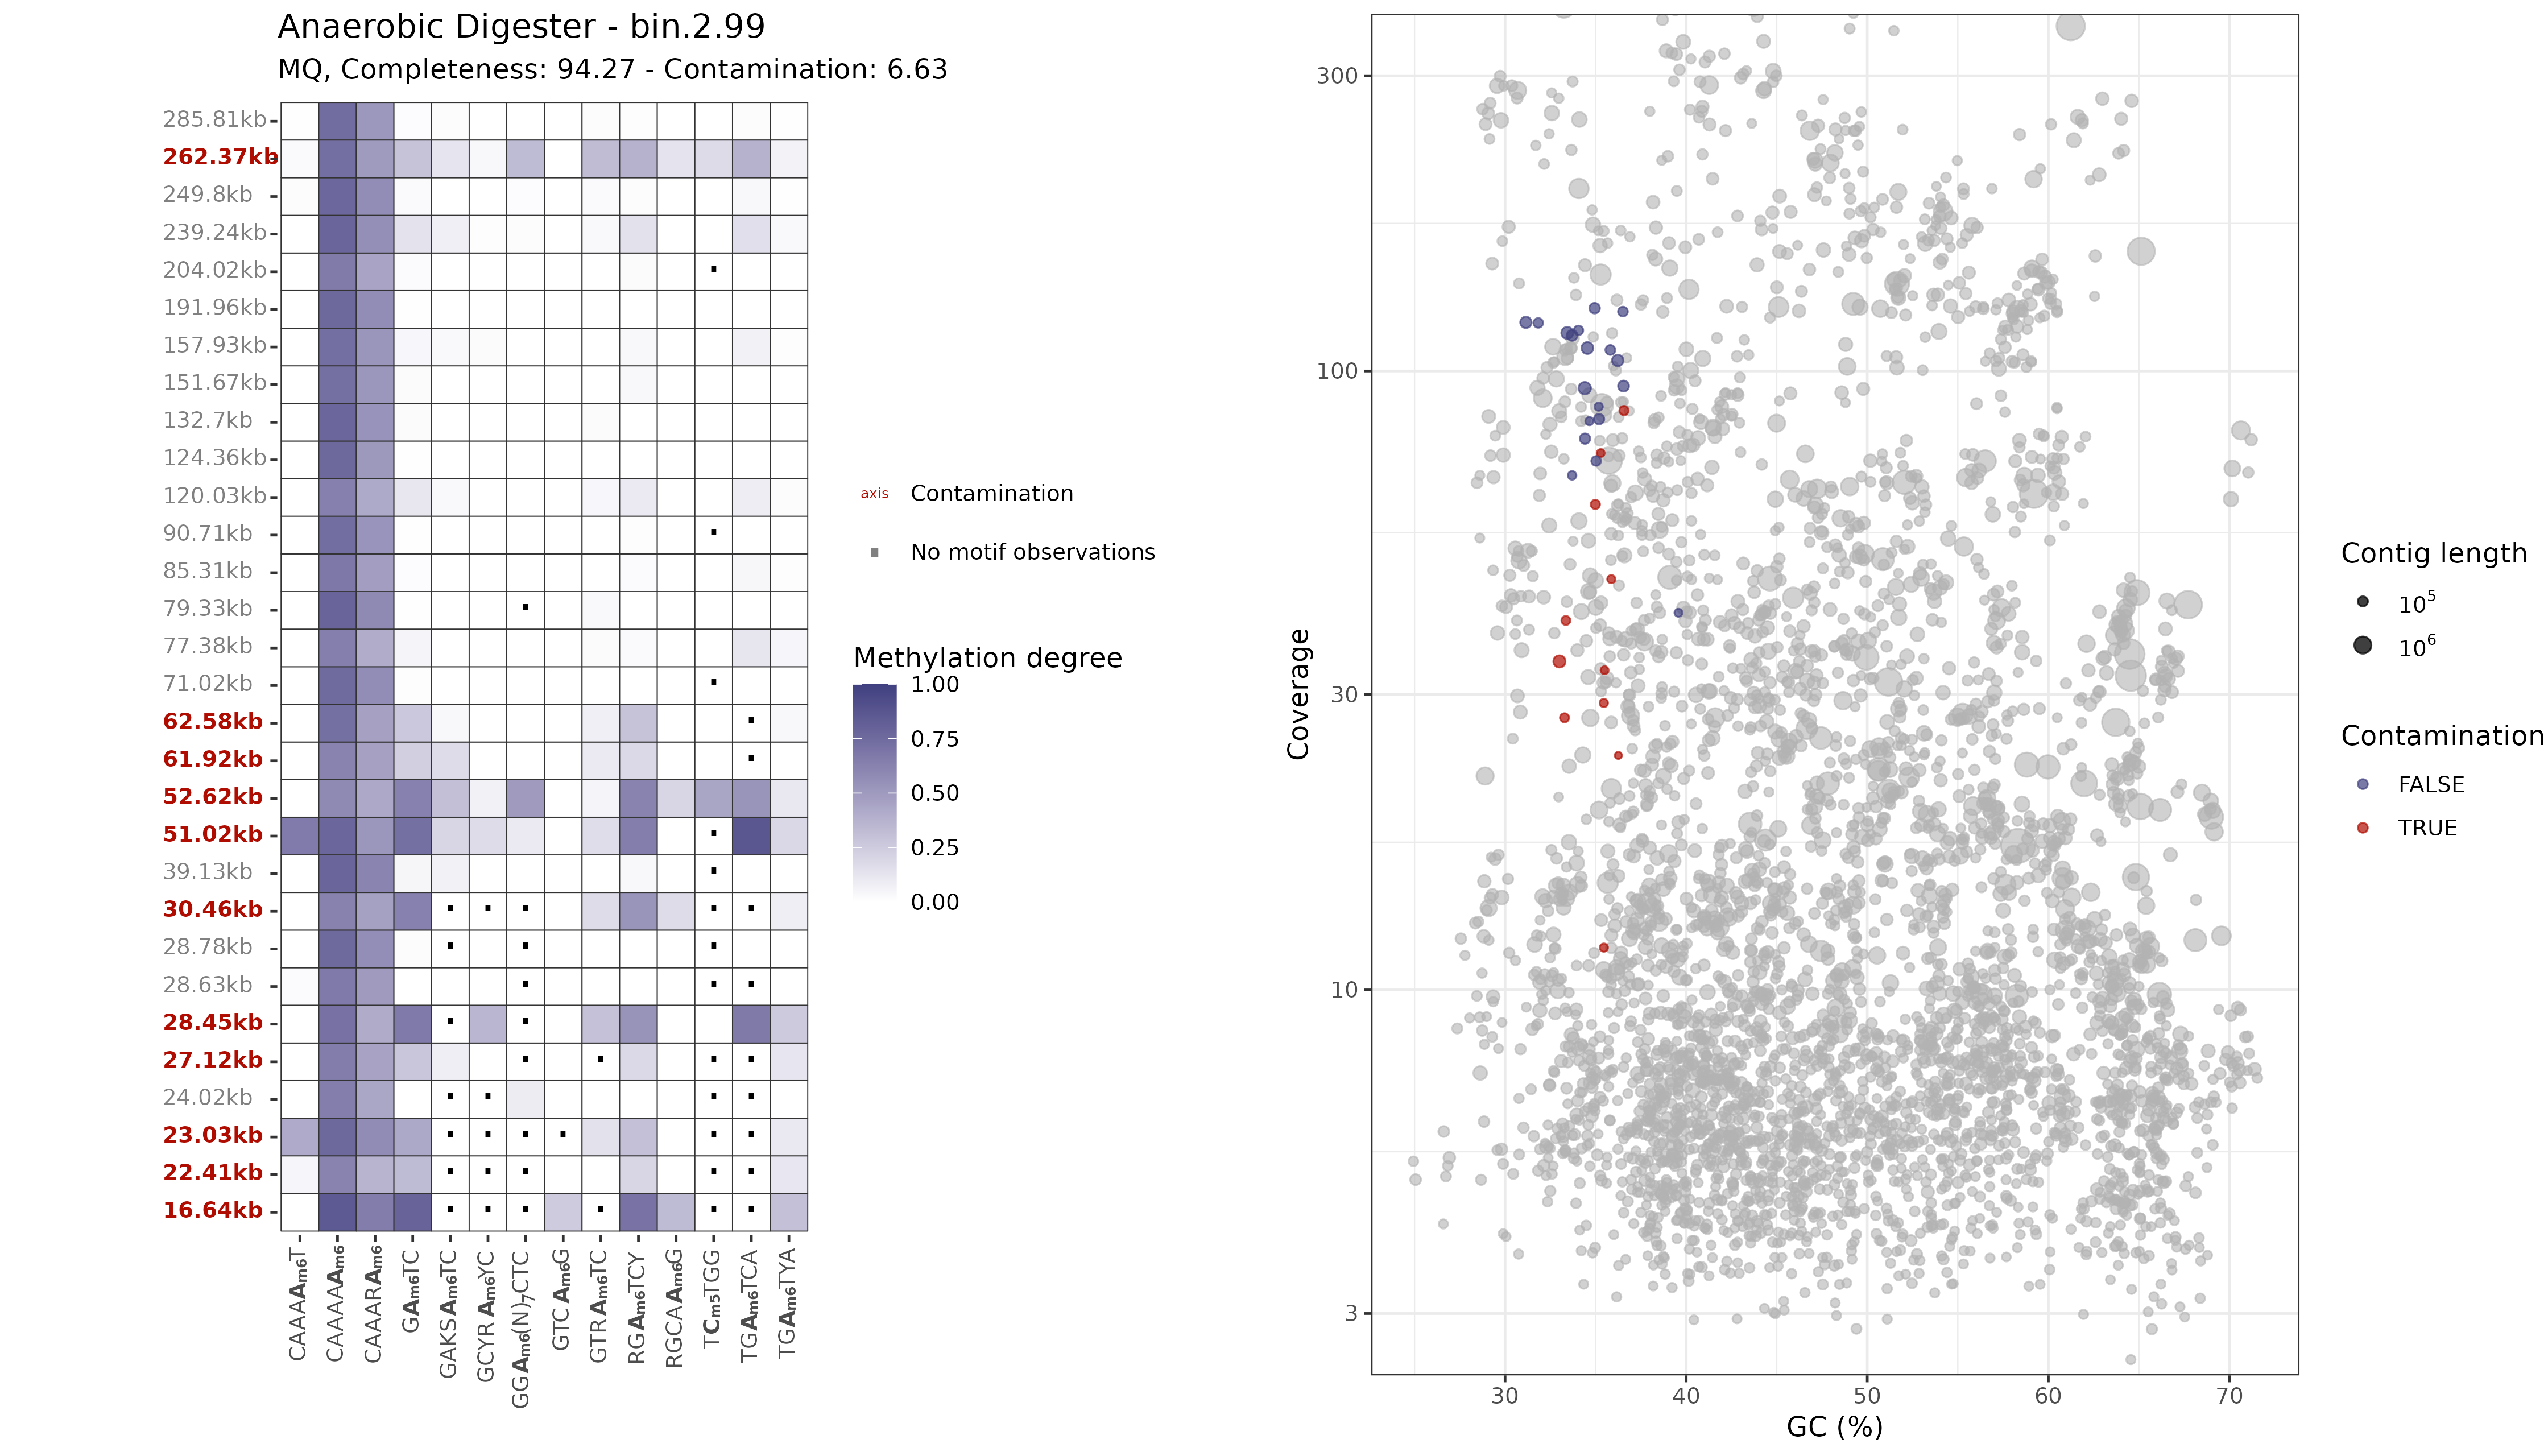 Anaerobic Digester - bin.2.99
MQ, Completeness: 94.27 - Contamination: 6.63
285.81kb
262.37kb
249.8kb
239.24kb
204.02kb
191.96kb
157.93kb
151.67kb
132.7kb
124.36kb
120.03kb
90.71kb
85.31kb
79.33kb
77.38kb
71.02kb
62.58kb
61.92kb
52.62kb
51.02kb
39.13kb
30.46kb
28.78kb
28.63kb
28.45kb
27.12kb
24.02kb
23.03kb
22.41kb
16.64kb
CAAAAm6T
CAAAAAm6
CAAARAm6
GAm6TC
GAKSAm6TC
GCYRAm6YC
GGAm6(N)7CTC
GTCAm6G
GTRAm6TC
RGAm6TCY
RGCAAm6G
TCm5TGG
TGAm6TCA
TGAm6TYA
axis Contamination
No motif observations
Methylation degree
1.00
0.75
0.50
0.25
0.00
Coverage
300
100
30
10
3
30 40 50 60 70
GC (%)
Contig length
10^5
10^6
Contamination
FALSE
TRUE